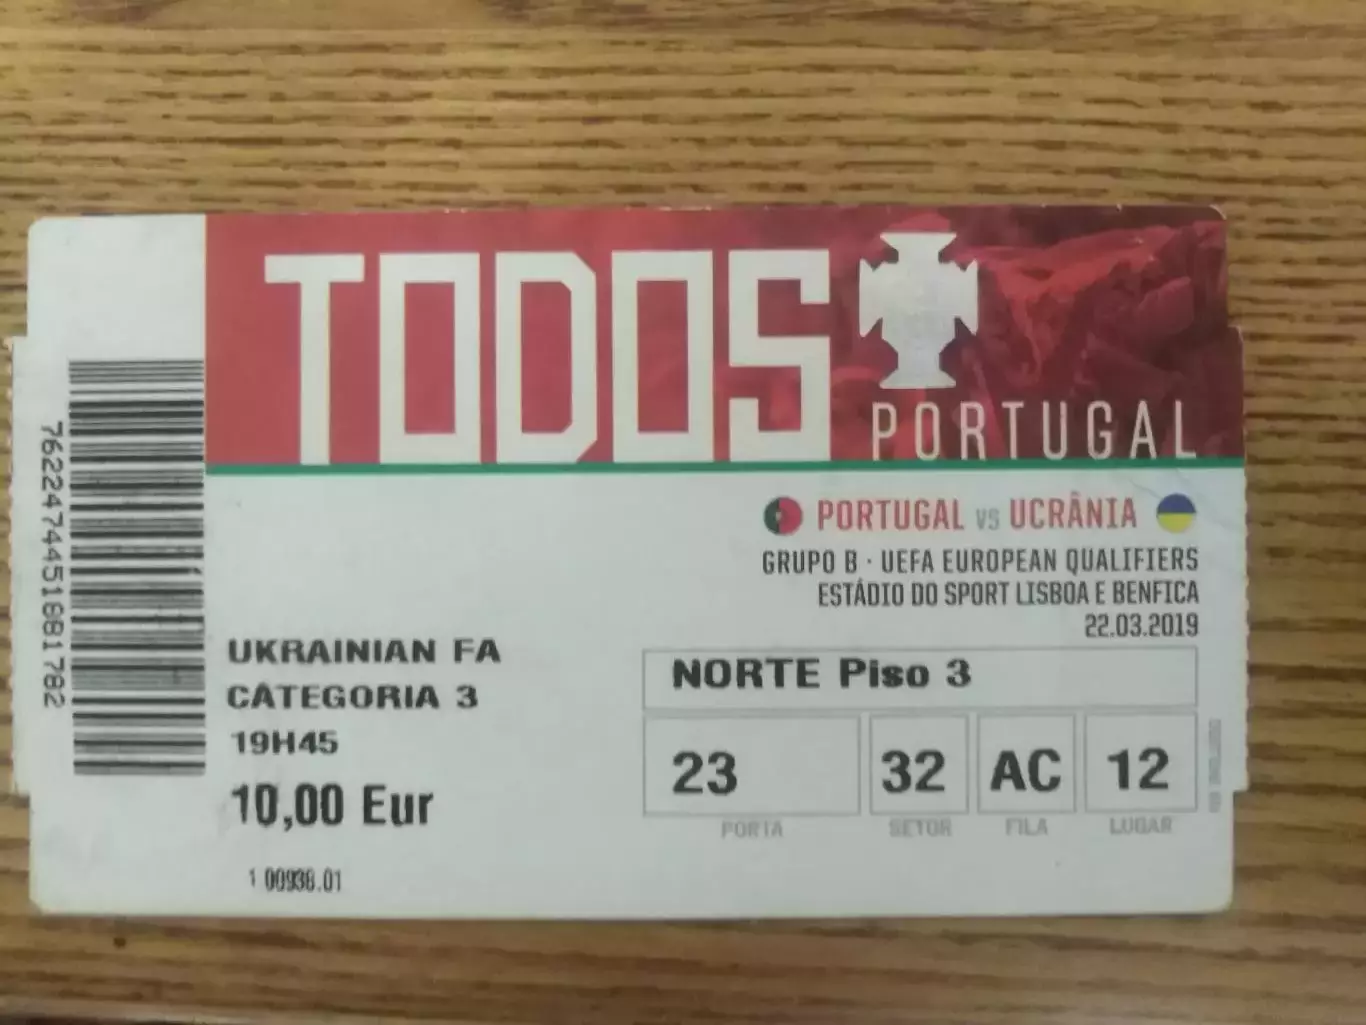 TODOS
PORTUGAL
PORTUGAL VS UCRÂNIA
GRUPO B · UEFA EUROPEAN QUALIFIERS
ESTÁDIO DO SPORT LISBOA E BENFICA
22.03.2019
7622474451881782
UKRAINIAN FA
CATEGORIA 3
19H45
10,00 Eur
1 00936.01
NORTE Piso 3
23 32 AC 12
PORTA SETOR FILA LUGAR